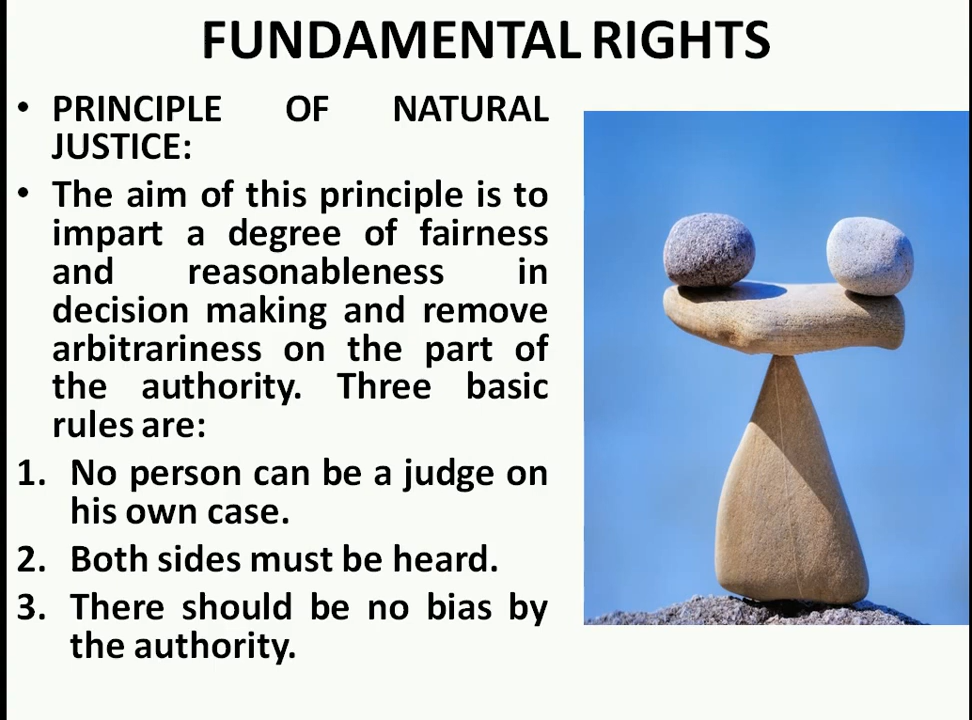 FUNDAMENTAL RIGHTS
• PRINCIPLE OF NATURAL
JUSTICE:
• The aim of this principle is to
impart a degree of fairness
and reasonableness in
decision making and remove
arbitrariness on the part of
the authority. Three basic
rules are:
1. No person can be a judge on
his own case.
2. Both sides must be heard.
3. There should be no bias by
the authority.